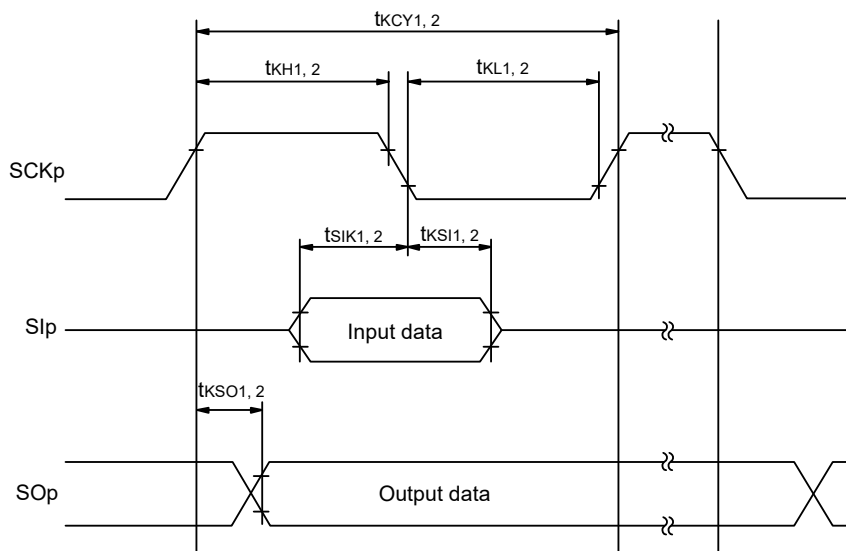 tKCY1, 2
tKH1, 2
tKL1, 2
SCKp
tSIK1, 2
tKSI1, 2
SIp
Input data
tKSO1, 2
SOp
Output data